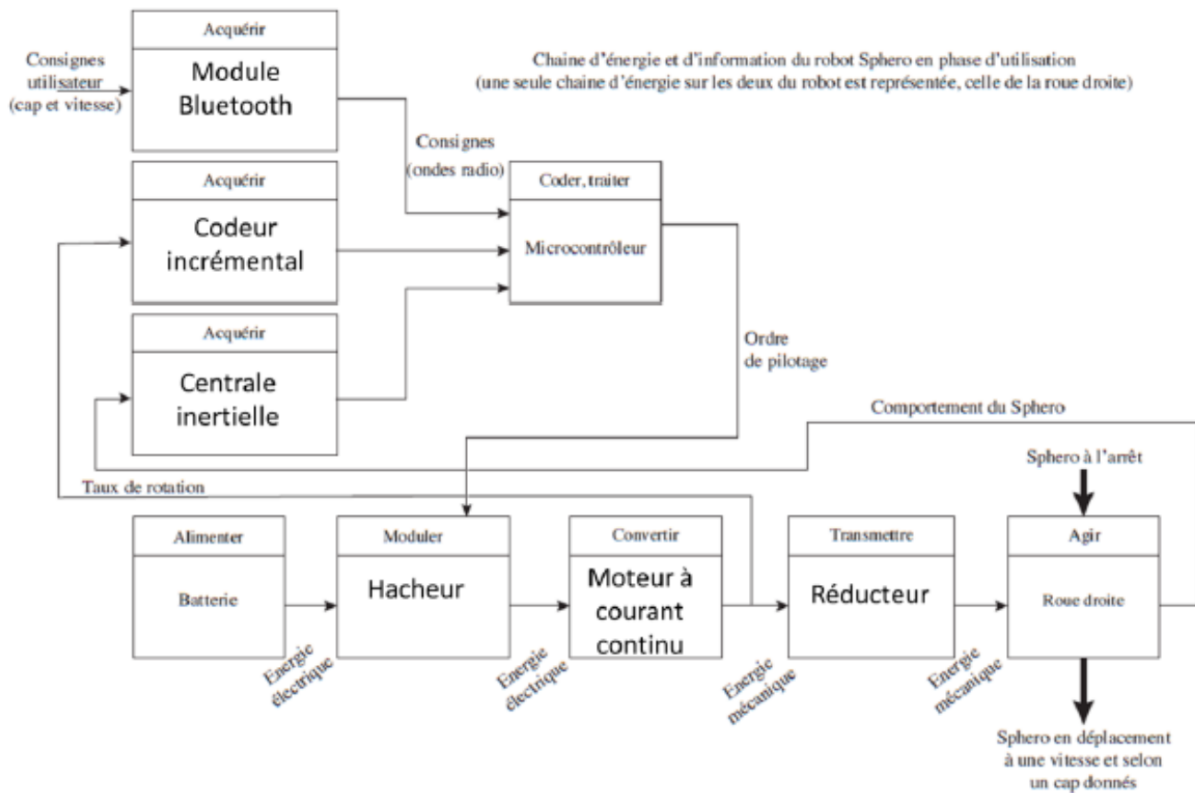 Acquérir
Module
Bluetooth
Consignes
utilisateur
(cap et vitesse)
Chaine d'énergie et d'information du robot Sphero en phase d'utilisation
(une seule chaine d'énergie sur les deux du robot est représentée, celle de la roue droite)
Consignes
(ondes radio)
Acquérir
Codeur
incrémental
Coder, traiter
Microcontrôleur
Acquérir
Centrale
inertielle
Ordre
de pilotage
Comportement du Sphero
Sphero à l'arrêt
Taux de rotation
Alimenter
Batterie
Energie
électrique
Moduler
Hacheur
Energie
électrique
Convertir
Moteur à
courant
continu
Energie
mécanique
Transmettre
Réducteur
Energie
mécanique
Agir
Roue droite
Sphero en déplacement
à une vitesse et selon
un cap donnés